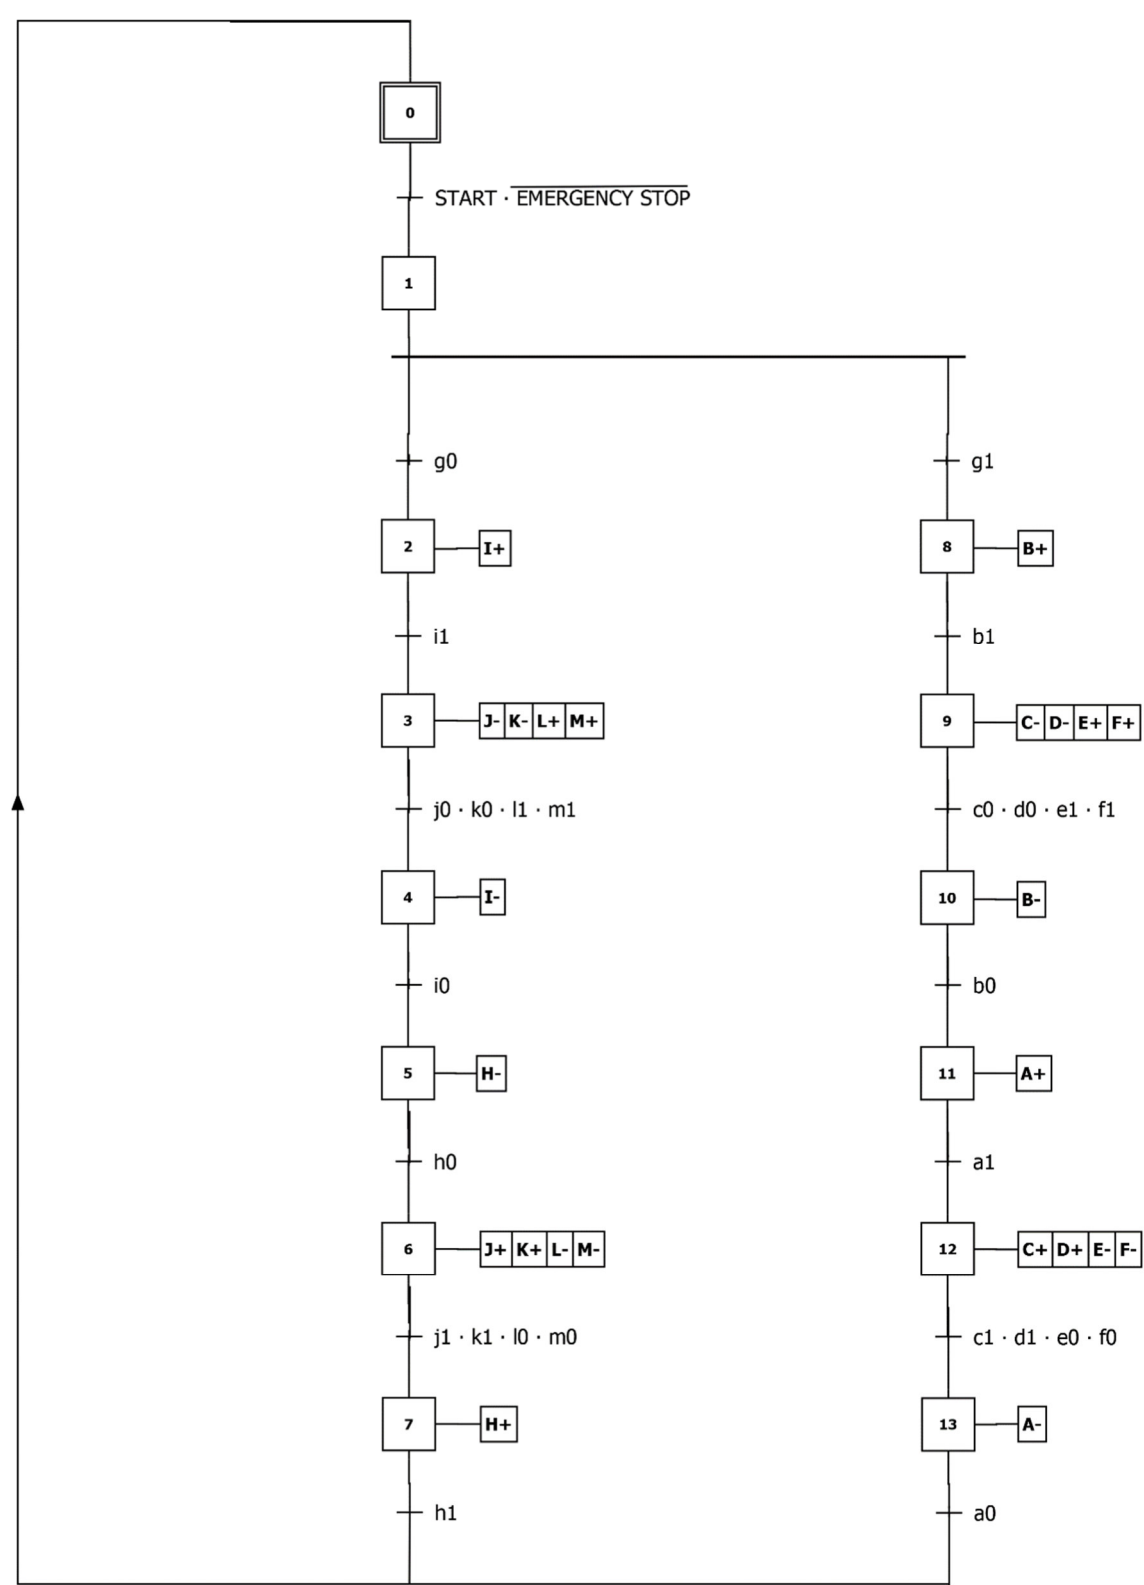 0
START · EMERGENCY STOP
1
g0
g1
2 I+
8 B+
i1
b1
3 J- K- L+ M+
9 C- D- E+ F+
j0 · k0 · l1 · m1
c0 · d0 · e1 · f1
4 I-
10 B-
i0
b0
5 H-
11 A+
h0
a1
6 J+ K+ L- M-
12 C+ D+ E- F-
j1 · k1 · l0 · m0
c1 · d1 · e0 · f0
7 H+
13 A-
h1
a0